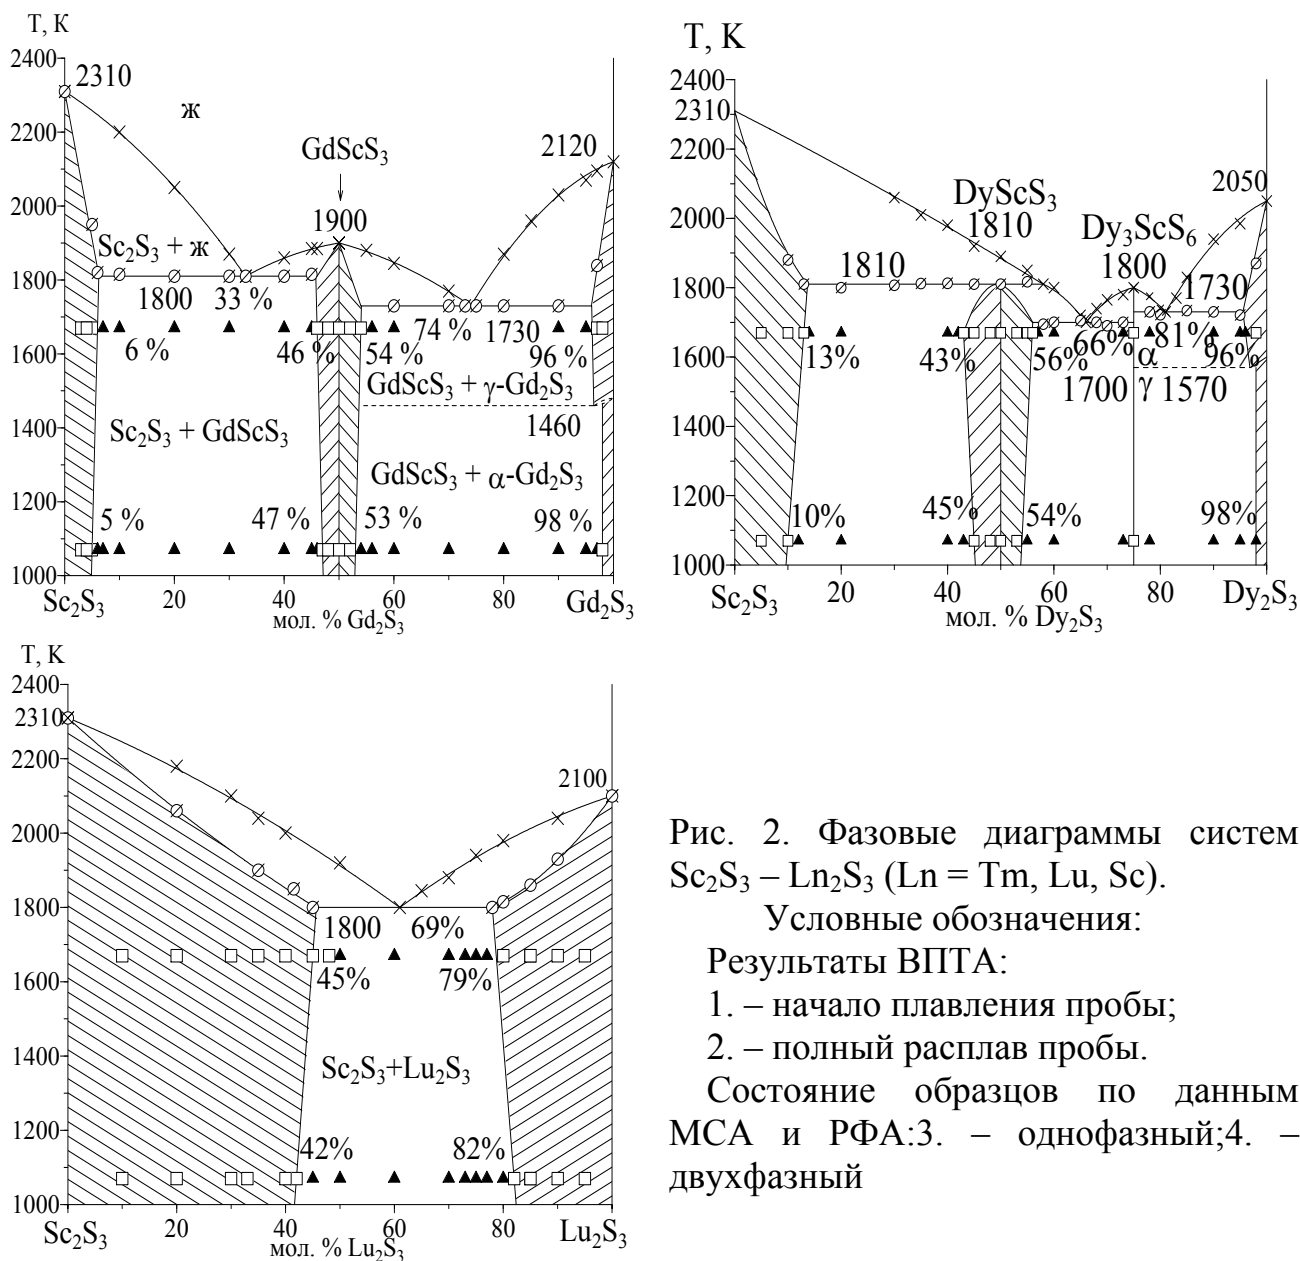 T, К
2400
2310
2200
2000
1800
1600
1400
1200
1000
ж
GdScS₃
1900
2120
Sc₂S₃ + ж
1800 33 %
74 % 1730
6 % 46 % 54 % 96 %
GdScS₃ + γ-Gd₂S₃
1460
Sc₂S₃ + GdScS₃
GdScS₃ + α-Gd₂S₃
5 % 47 % 53 % 98 %
Sc₂S₃ 20 40 60 80 Gd₂S₃
мол. % Gd₂S₃
T, K
2400
2310
2200
2000
1800
1600
1400
1200
1000
DyScS₃
1810
Dy₃ScS₆
1800
2050
1810
1730
66% 81%
13% 43% 56% 96%
α
1700 γ 1570
10% 45% 54% 98%
Sc₂S₃ 20 40 60 80 Dy₂S₃
мол. % Dy₂S₃
T, K
2400
2310
2200
2000
1800
1600
1400
1200
1000
2100
1800 69%
45% 79%
Sc₂S₃+Lu₂S₃
42% 82%
Sc₂S₃ 20 40 60 80 Lu₂S₃
мол. % Lu₂S₃
Рис. 2. Фазовые диаграммы систем
Sc₂S₃ – Ln₂S₃ (Ln = Tm, Lu, Sc).
Условные обозначения:
Результаты ВПТА:
1. – начало плавления пробы;
2. – полный расплав пробы.
Состояние образцов по данным
МСА и РФА:3. – однофазный;4. –
двухфазный